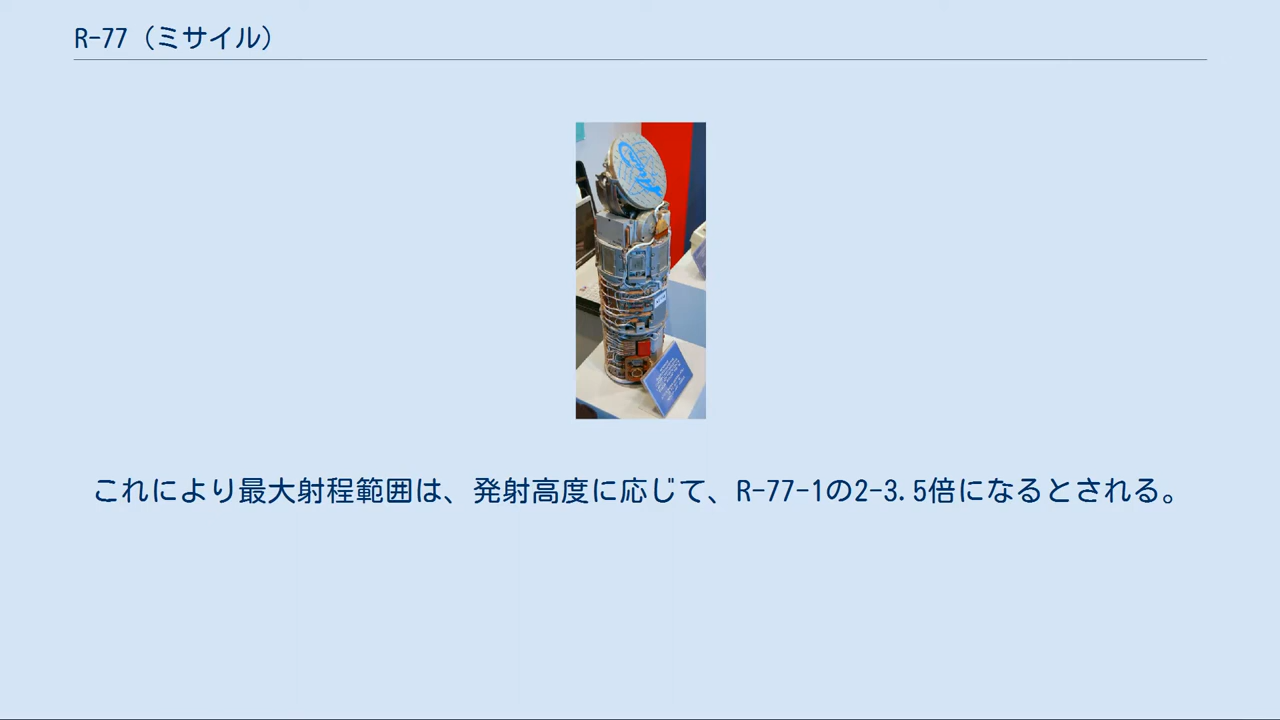 R-77（ミサイル）
これにより最大射程範囲は、発射高度に応じて、R-77-1の2-3.5倍になるとされる。